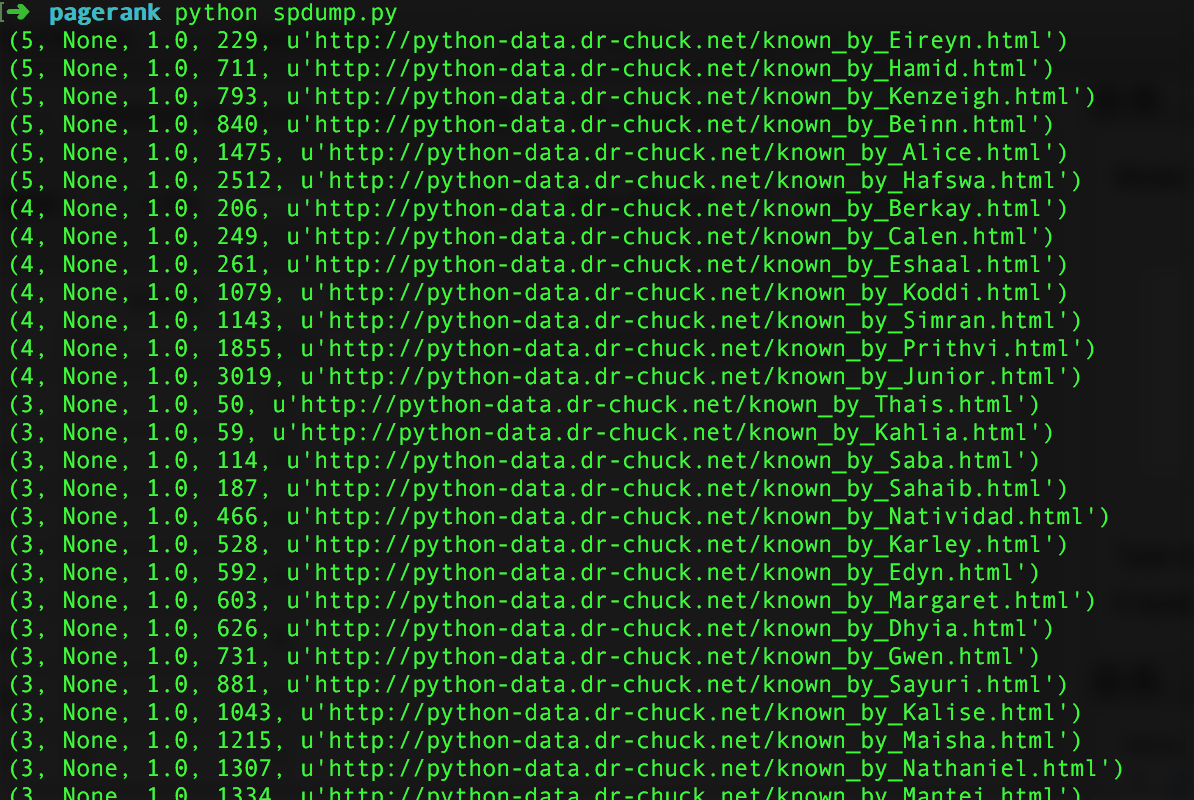 ➜ pagerank python spdump.py
(5, None, 1.0, 229, u'http://python-data.dr-chuck.net/known_by_Eireyn.html')
(5, None, 1.0, 711, u'http://python-data.dr-chuck.net/known_by_Hamid.html')
(5, None, 1.0, 793, u'http://python-data.dr-chuck.net/known_by_Kenzeigh.html')
(5, None, 1.0, 840, u'http://python-data.dr-chuck.net/known_by_Beinn.html')
(5, None, 1.0, 1475, u'http://python-data.dr-chuck.net/known_by_Alice.html')
(5, None, 1.0, 2512, u'http://python-data.dr-chuck.net/known_by_Hafswa.html')
(4, None, 1.0, 206, u'http://python-data.dr-chuck.net/known_by_Berkay.html')
(4, None, 1.0, 249, u'http://python-data.dr-chuck.net/known_by_Calen.html')
(4, None, 1.0, 261, u'http://python-data.dr-chuck.net/known_by_Eshaal.html')
(4, None, 1.0, 1079, u'http://python-data.dr-chuck.net/known_by_Koddi.html')
(4, None, 1.0, 1143, u'http://python-data.dr-chuck.net/known_by_Simran.html')
(4, None, 1.0, 1855, u'http://python-data.dr-chuck.net/known_by_Prithvi.html')
(4, None, 1.0, 3019, u'http://python-data.dr-chuck.net/known_by_Junior.html')
(3, None, 1.0, 50, u'http://python-data.dr-chuck.net/known_by_Thais.html')
(3, None, 1.0, 59, u'http://python-data.dr-chuck.net/known_by_Kahlia.html')
(3, None, 1.0, 114, u'http://python-data.dr-chuck.net/known_by_Saba.html')
(3, None, 1.0, 187, u'http://python-data.dr-chuck.net/known_by_Sahaib.html')
(3, None, 1.0, 466, u'http://python-data.dr-chuck.net/known_by_Natividad.html')
(3, None, 1.0, 528, u'http://python-data.dr-chuck.net/known_by_Karley.html')
(3, None, 1.0, 592, u'http://python-data.dr-chuck.net/known_by_Edyn.html')
(3, None, 1.0, 603, u'http://python-data.dr-chuck.net/known_by_Margaret.html')
(3, None, 1.0, 626, u'http://python-data.dr-chuck.net/known_by_Dhyia.html')
(3, None, 1.0, 731, u'http://python-data.dr-chuck.net/known_by_Gwen.html')
(3, None, 1.0, 881, u'http://python-data.dr-chuck.net/known_by_Sayuri.html')
(3, None, 1.0, 1043, u'http://python-data.dr-chuck.net/known_by_Kalise.html')
(3, None, 1.0, 1215, u'http://python-data.dr-chuck.net/known_by_Maisha.html')
(3, None, 1.0, 1307, u'http://python-data.dr-chuck.net/known_by_Nathaniel.html')
(3, None, 1.0, 1334, u'http://python-data.dr-chuck.net/known_by_Mantej.html')